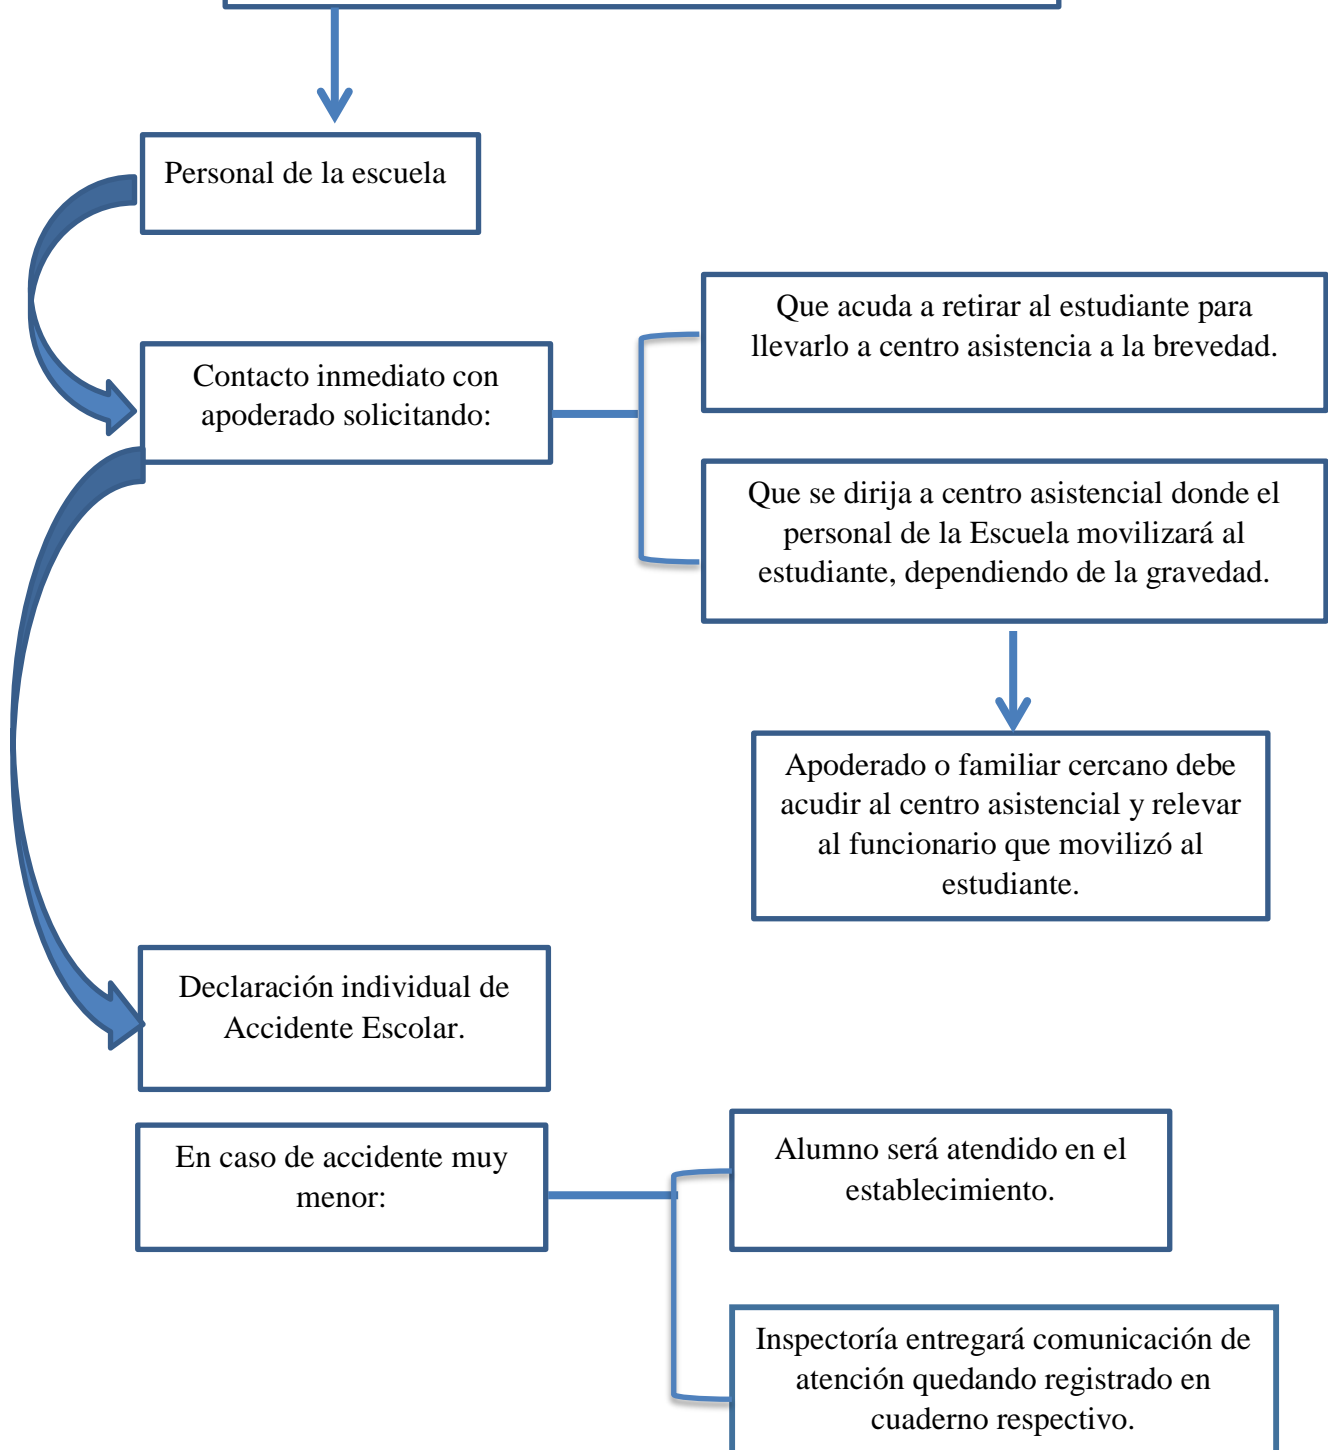 Personal de la escuela
Contacto inmediato con
apoderado solicitando:
Que acuda a retirar al estudiante para
llevarlo a centro asistencia a la brevedad.
Que se dirija a centro asistencial donde el
personal de la Escuela movilizará al
estudiante, dependiendo de la gravedad.
Apoderado o familiar cercano debe
acudir al centro asistencial y relevar
al funcionario que movilizó al
estudiante.
Declaración individual de
Accidente Escolar.
En caso de accidente muy
menor:
Alumno será atendido en el
establecimiento.
Inspectoría entregará comunicación de
atención quedando registrado en
cuaderno respectivo.